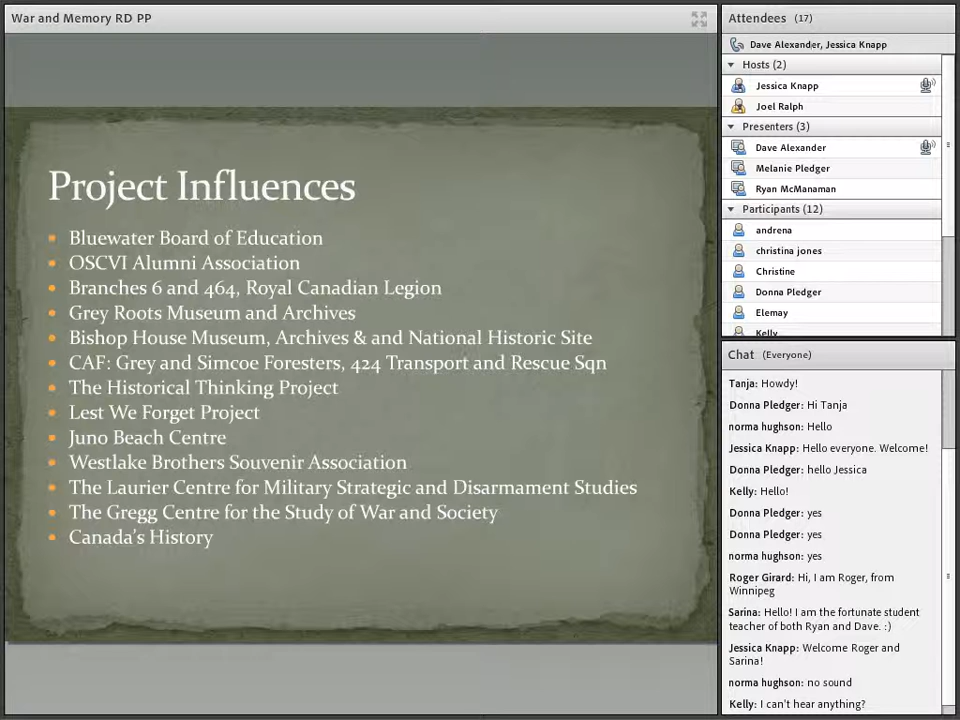 War and Memory RD PP
Project Influences
Bluewater Board of Education
OSCVI Alumni Association
Branches 6 and 464, Royal Canadian Legion
Grey Roots Museum and Archives
Bishop House Museum, Archives & and National Historic Site
CAF: Grey and Simcoe Foresters, 424 Transport and Rescue Sqn
The Historical Thinking Project
Lest We Forget Project
Juno Beach Centre
Westlake Brothers Souvenir Association
The Laurier Centre for Military Strategic and Disarmament Studies
The Gregg Centre for the Study of War and Society
Canada's History
Attendees (17)
Dave Alexander, Jessica Knapp
Hosts (2)
Jessica Knapp
Joel Ralph
Presenters (3)
Dave Alexander
Melanie Pledger
Ryan McManaman
Participants (12)
andrena
christina jones
Christine
Donna Pledger
Elemay
Kelly
Chat (Everyone)
Tanja: Howdy!
Donna Pledger: Hi Tanja
norma hughson: Hello
Jessica Knapp: Hello everyone. Welcome!
Donna Pledger: hello Jessica
Kelly: Hello!
Donna Pledger: yes
Donna Pledger: yes
norma hughson: yes
Roger Girard: Hi, I am Roger, from
Winnipeg
Sarina: Hello! I am the fortunate student
teacher of both Ryan and Dave. :)
Jessica Knapp: Welcome Roger and
Sarina!
norma hughson: no sound
Kelly: I can't hear anything?